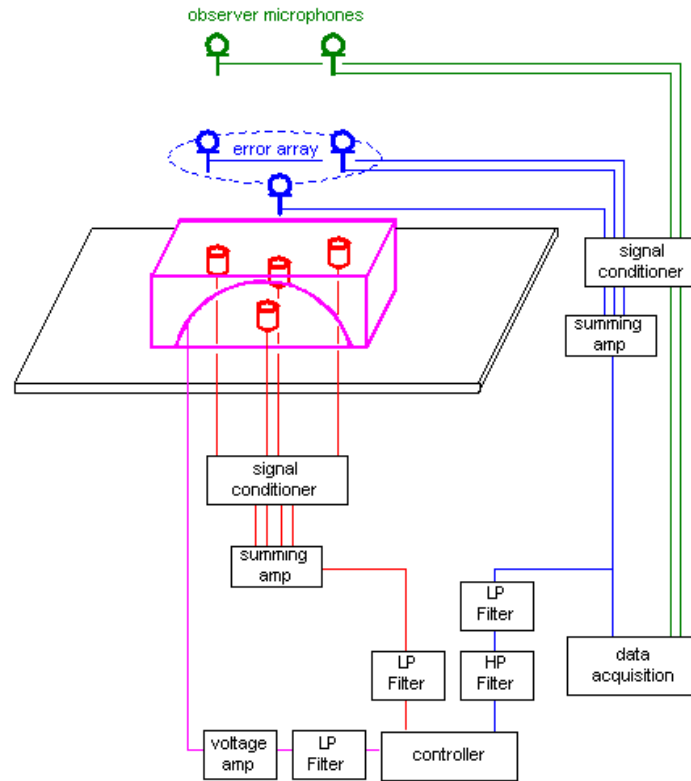 observer microphones
error array
signal
conditioner
summing
amp
signal
conditioner
summing
amp
LP
Filter
LP
Filter
HP
Filter
data
acquisition
voltage
amp
LP
Filter
controller